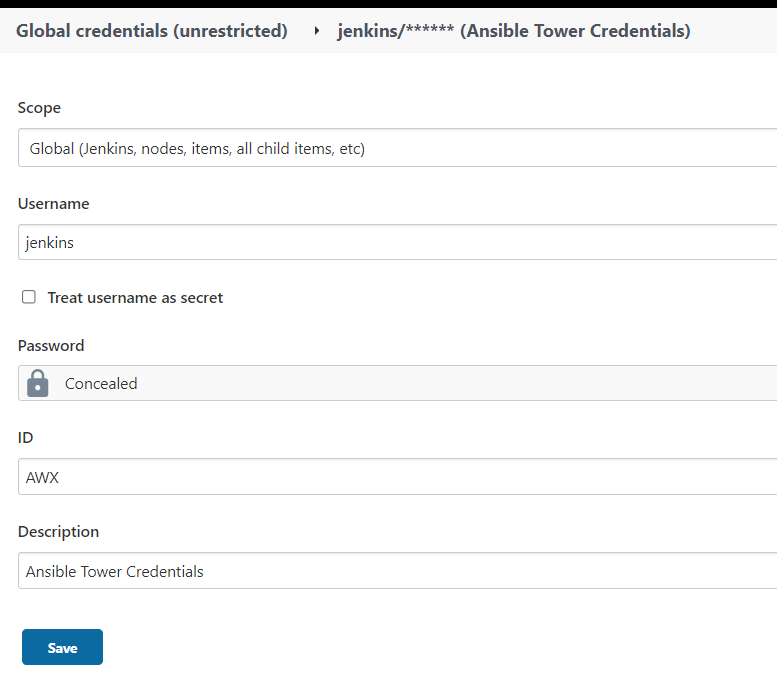 Global credentials (unrestricted) jenkins/****** (Ansible Tower Credentials)
Scope
Global (Jenkins, nodes, items, all child items, etc)
Username
jenkins
Treat username as secret
Password
Concealed
ID
AWX
Description
Ansible Tower Credentials
Save